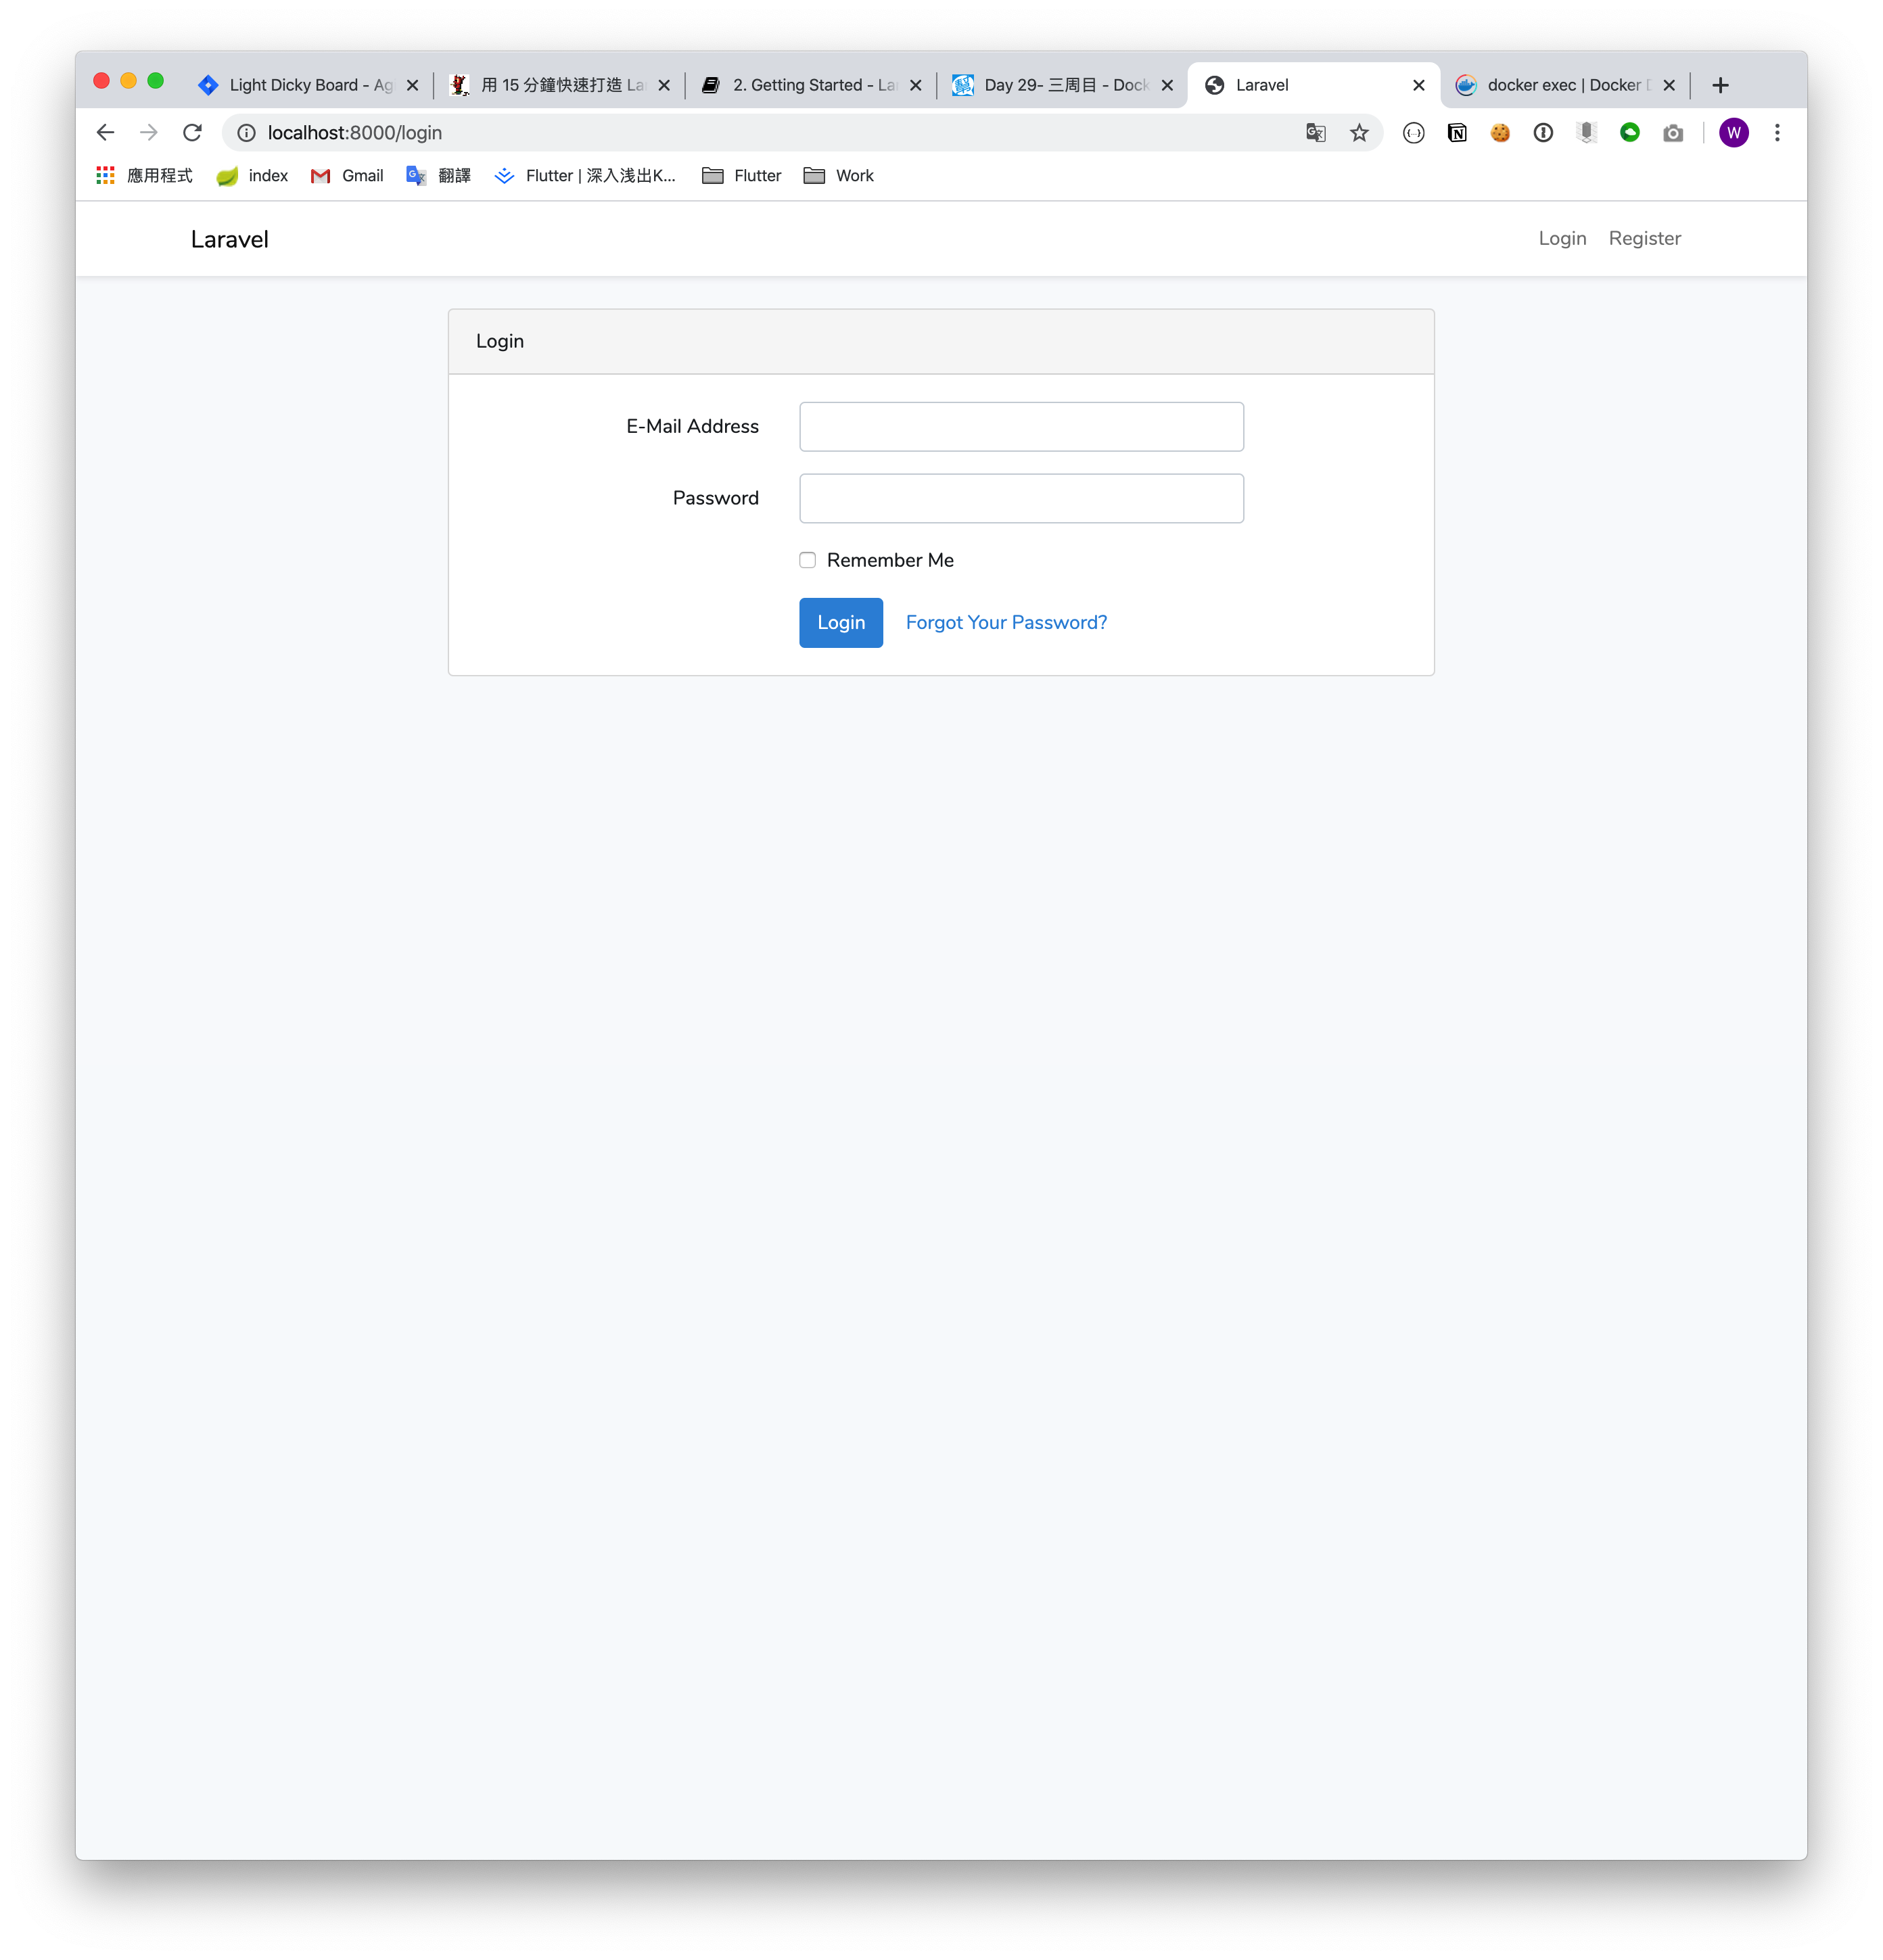 Light Dicky Board - Ag
用 15 分鐘快速打造 La
2. Getting Started - La
Day 29- 三周目 - Dock
Laravel
docker exec | Docker D
localhost:8000/login
W
應用程式
index
Gmail
翻譯
Flutter | 深入浅出K...
Flutter
Work
Laravel
Login
Register
Login
E-Mail Address
Password
Remember Me
Login
Forgot Your Password?